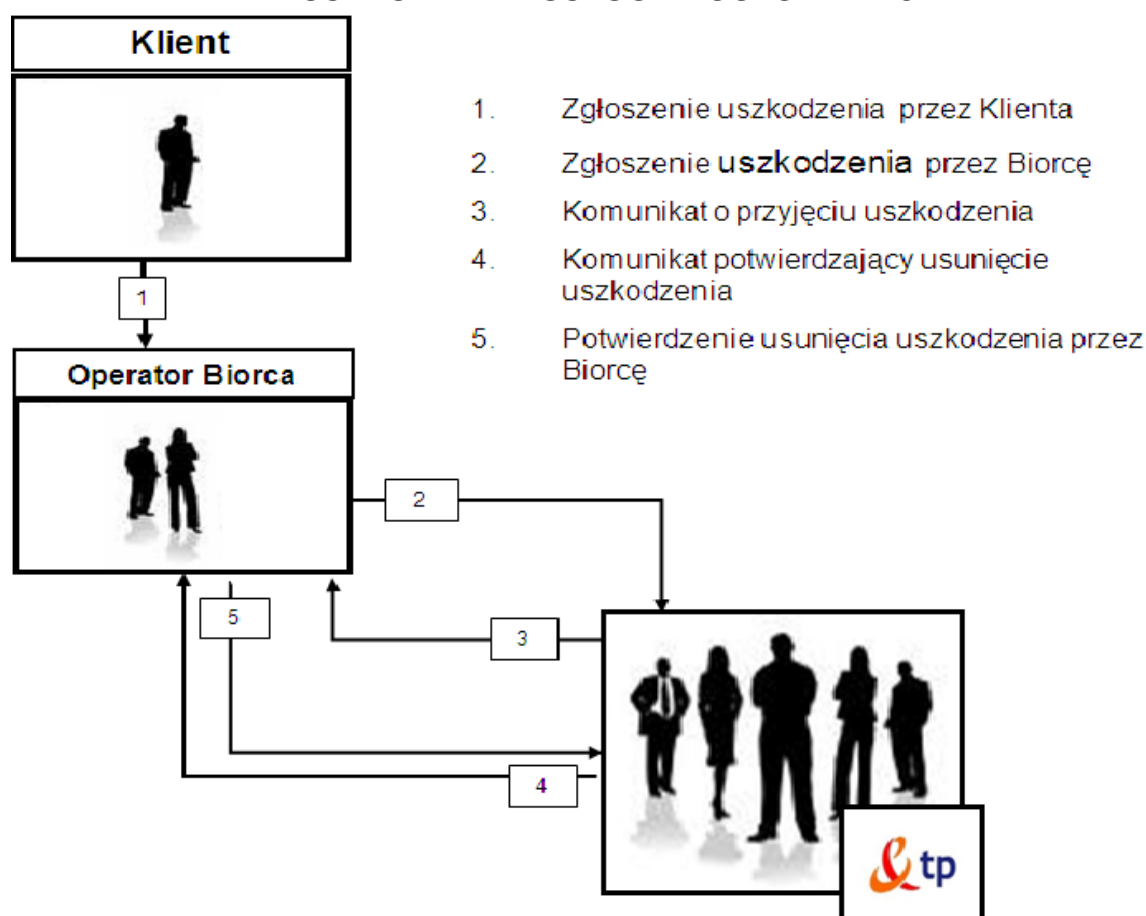 Klient
1. Zgłoszenie uszkodzenia przez Klienta
2. Zgłoszenie uszkodzenia przez Biorcę
3. Komunikat o przyjęciu uszkodzenia
4. Komunikat potwierdzający usunięcie
uszkodzenia
5. Potwierdzenie usunięcia uszkodzenia przez
Biorcę
1
Operator Biorca
2
5
3
4
tp